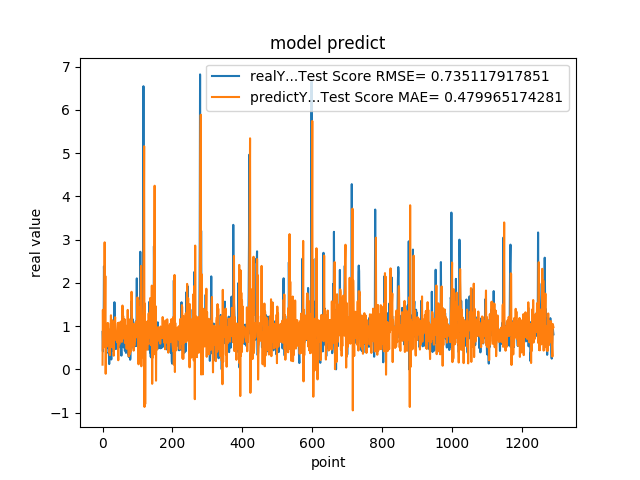 model predict
realY...Test Score RMSE= 0.735117917851
predictY...Test Score MAE= 0.479965174281
7
6
5
4
3
2
1
0
−1
real value
0 200 400 600 800 1000 1200
point